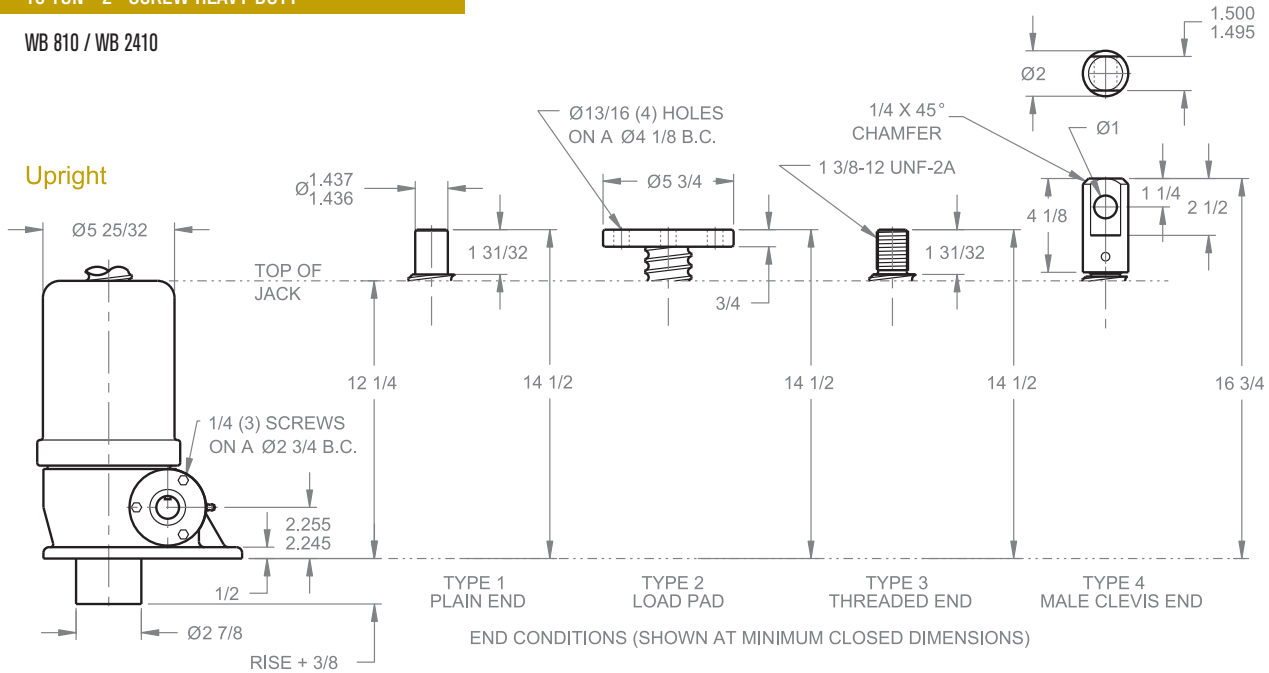 WB 810 / WB 2410
1.500
1.495
Ø2
Ø13/16 (4) HOLES
ON A Ø4 1/8 B.C.
1/4 X 45°
CHAMFER
Ø1
1 3/8-12 UNF-2A
Upright
Ø1.437
1.436
Ø5 3/4
1 1/4
2 1/2
4 1/8
Ø5 25/32
1 31/32
1 31/32
TOP OF
JACK
3/4
12 1/4
14 1/2
14 1/2
14 1/2
16 3/4
1/4 (3) SCREWS
ON A Ø2 3/4 B.C.
2.255
2.245
1/2
TYPE 1
PLAIN END
TYPE 2
LOAD PAD
TYPE 3
THREADED END
TYPE 4
MALE CLEVIS END
Ø2 7/8
END CONDITIONS (SHOWN AT MINIMUM CLOSED DIMENSIONS)
RISE + 3/8